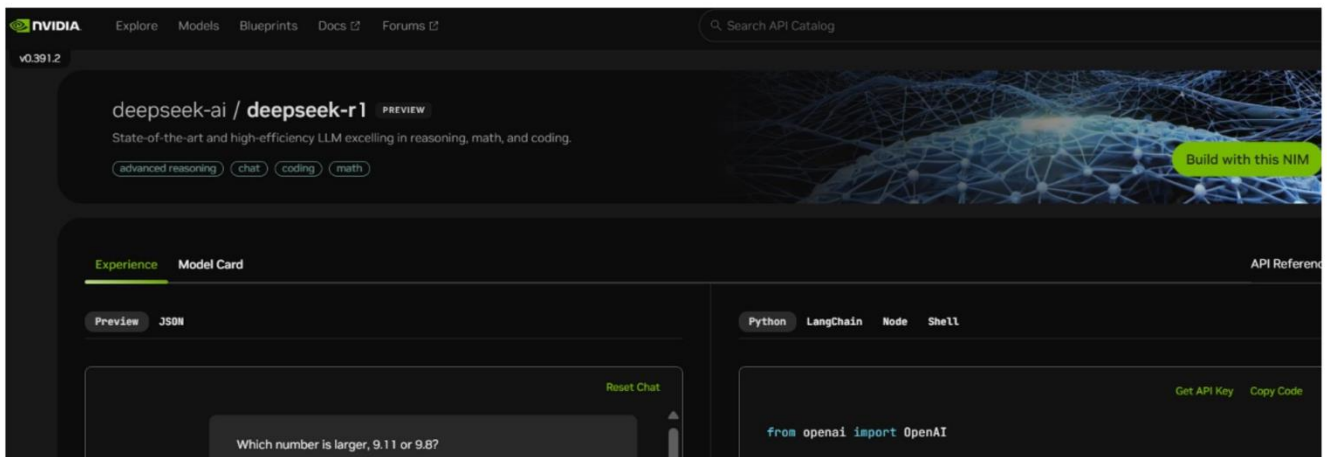 NVIDIA. Explore Models Blueprints Docs Forums Search API Catalog
v0.391.2
deepseek-ai / deepseek-r1 PREVIEW
State-of-the-art and high-efficiency LLM excelling in reasoning, math, and coding.
advanced reasoning chat coding math
Build with this NIM
Experience Model Card
API Referenc
Preview JSON
Python LangChain Node Shell
Reset Chat
Get API Key Copy Code
Which number is larger, 9.11 or 9.8?
from openai import OpenAI